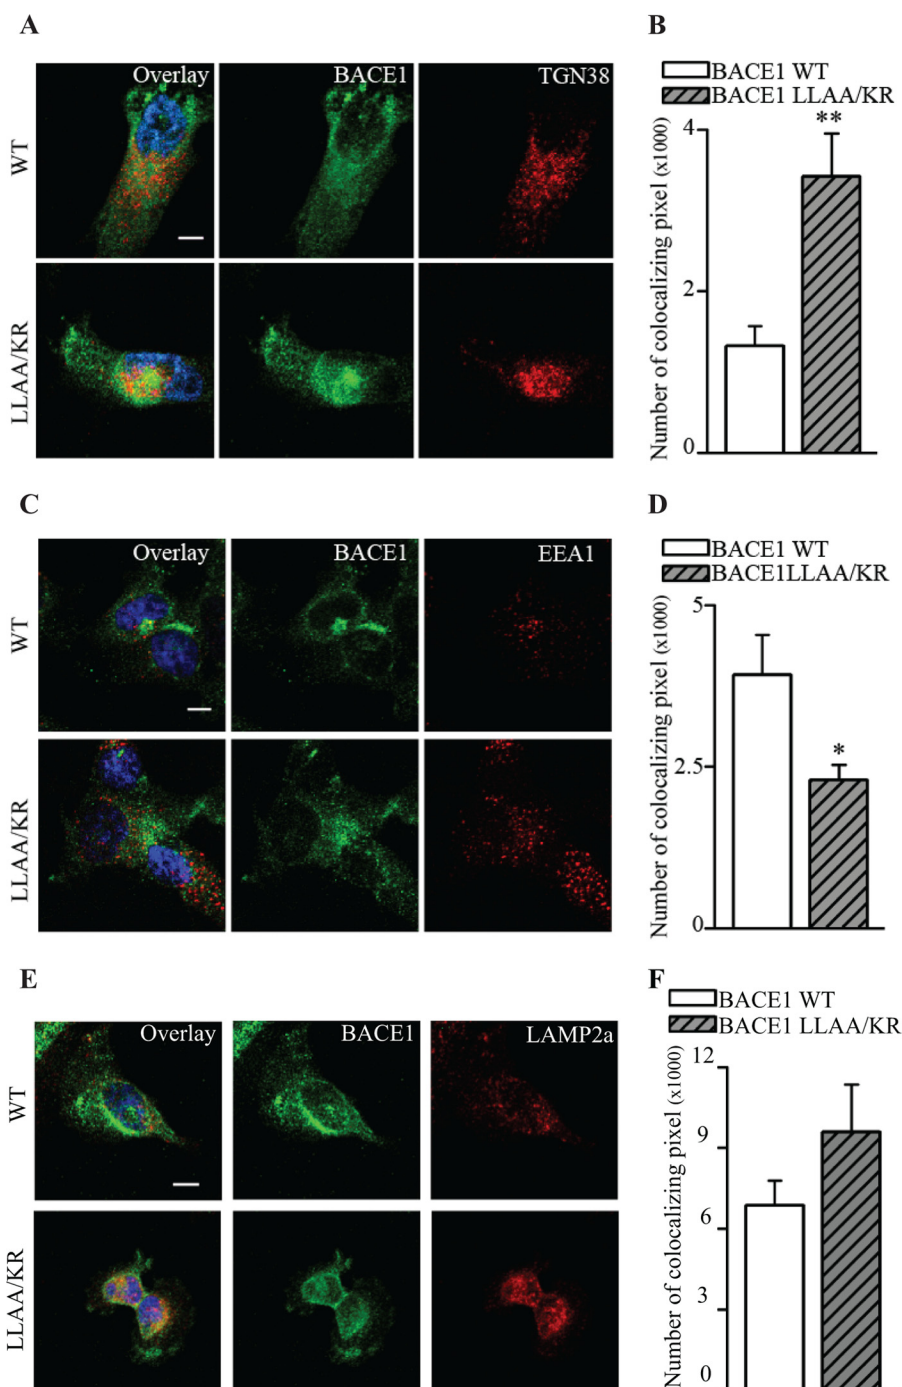 A
Overlay
BACE1
TGN38
WT
LLAA/KR
B
BACE1 WT
BACE1 LLAA/KR
**
4
2
0
Number of colocalizing pixel (x1000)
C
Overlay
BACE1
EEA1
WT
LLAA/KR
D
BACE1 WT
BACE1LLAA/KR
*
5
2.5
0
Number of colocalizing pixel (x1000)
E
Overlay
BACE1
LAMP2a
WT
LLAA/KR
F
BACE1 WT
BACE1 LLAA/KR
12
9
6
3
0
Number of colocalizing pixel (x1000)